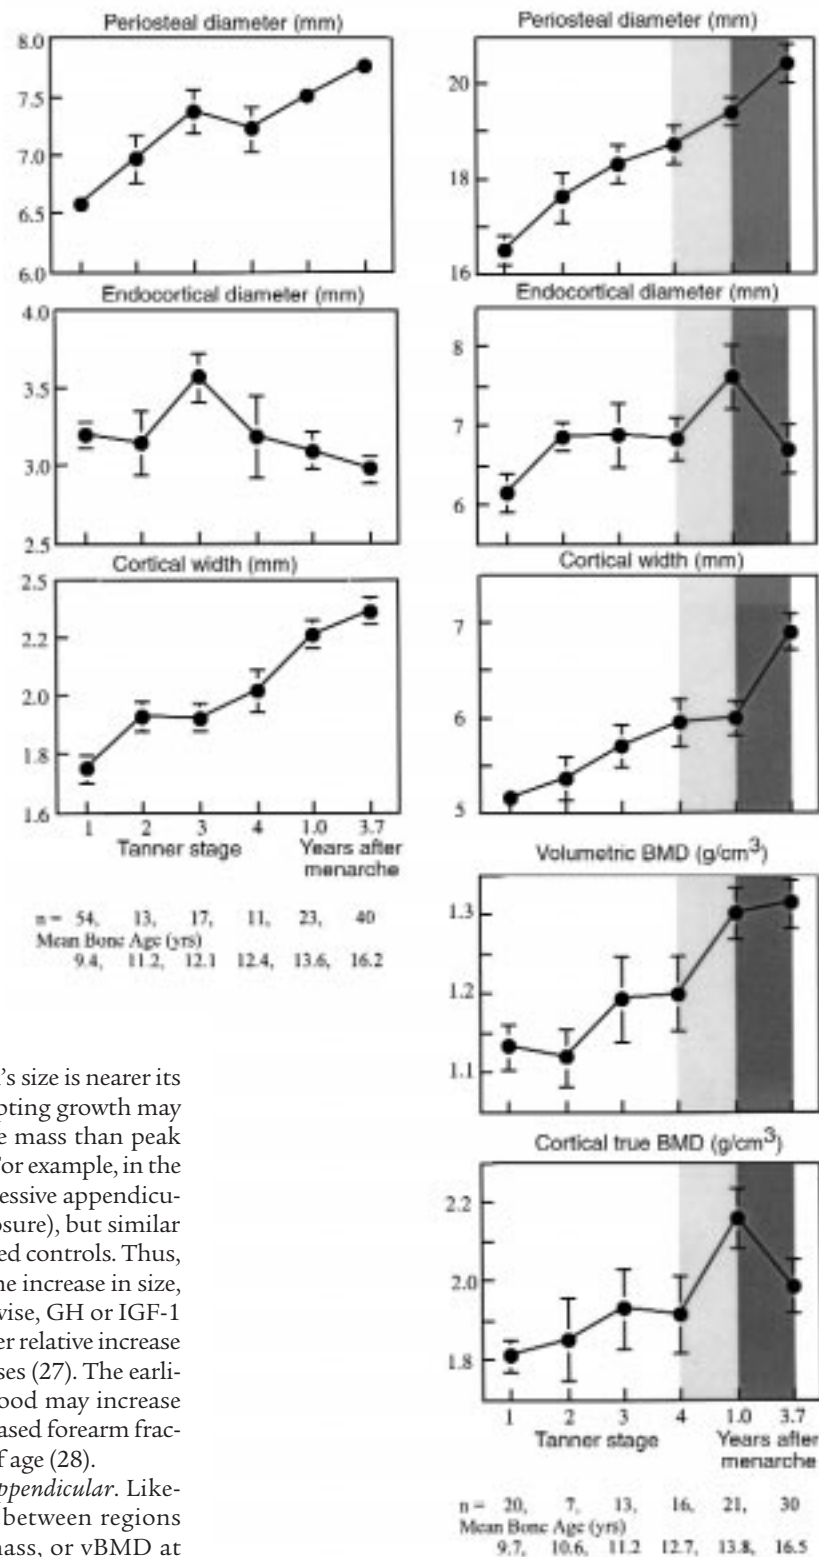 Periosteal diameter (mm)
8.0
7.5
7.0
6.5
6.0
Endocortical diameter (mm)
4.0
3.5
3.0
2.5
Cortical width (mm)
2.5
2.2
2.0
1.8
1.6
1 2 3 4 1.0 3.7
Tanner stage Years after
menarche
n = 54, 13, 17, 11, 23, 40
Mean Bone Age (yrs)
9.4, 11.2, 12.1 12.4, 13.6, 16.2
's size is nearer its
pting growth may
e mass than peak
or example, in the
essive appendicu-
osure), but similar
ed controls. Thus,
ne increase in size,
wise, GH or IGF-1
er relative increase
ses (27). The earli-
ood may increase
ased forearm frac-
f age (28).
ppendicular. Like-
between regions
nass, or vBMD at
Periosteal diameter (mm)
20
18
16
Endocortical diameter (mm)
8
7
6
Cortical width (mm)
7
6
5
Volumetric BMD (g/cm³)
1.3
1.2
1.1
Cortical true BMD (g/cm³)
2.2
2.0
1.8
1 2 3 4 1.0 3.7
Tanner stage Years after
menarche
n = 20, 7, 13, 16, 21, 30
Mean Bone Age (yrs)
9.7, 10.6, 11.2 12.7, 13.8, 16.5